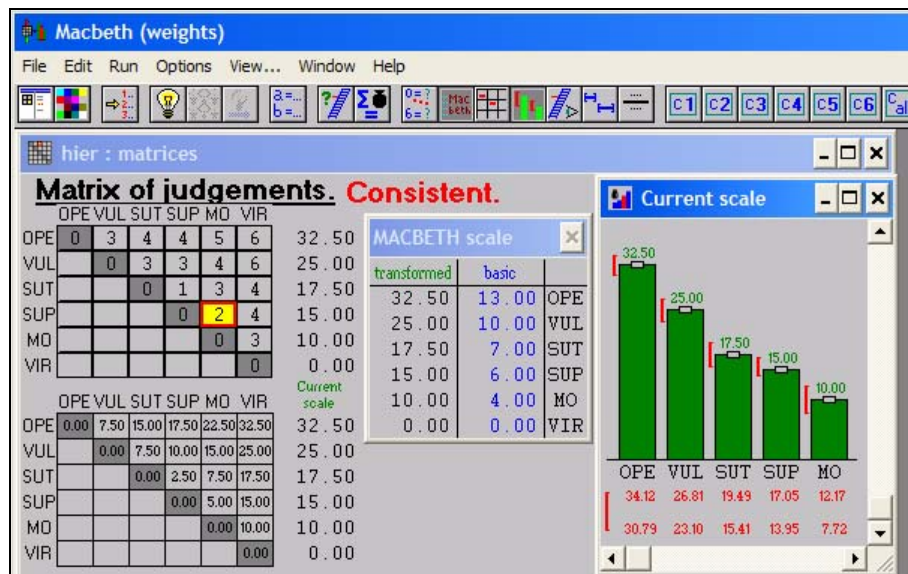 Macbeth (weights)
File Edit Run Options View... Window Help
C1 C2 C3 C4 C5 C6 Cal
hier : matrices
Matrix of judgements. Consistent.
OPE VUL SUT SUP MO VIR
OPE 0 3 4 4 5 6 32.50
VUL 0 3 3 4 6 25.00
SUT 0 1 3 4 17.50
SUP 0 2 4 15.00
MO 0 3 10.00
VIR 0 0.00
Current scale
OPE VUL SUT SUP MO VIR
OPE 0.00 7.50 15.00 17.50 22.50 32.50 32.50
VUL 0.00 7.50 10.00 15.00 25.00 25.00
SUT 0.00 2.50 7.50 17.50 17.50
SUP 0.00 5.00 15.00 15.00
MO 0.00 10.00 10.00
VIR 0.00 0.00
MACBETH scale
transformed basic
32.50 13.00 OPE
25.00 10.00 VUL
17.50 7.00 SUT
15.00 6.00 SUP
10.00 4.00 MO
0.00 0.00 VIR
Current scale
32.50
25.00
17.50
15.00
10.00
OPE VUL SUT SUP MO
34.12 26.81 19.49 17.05 12.17
30.79 23.10 15.41 13.95 7.72